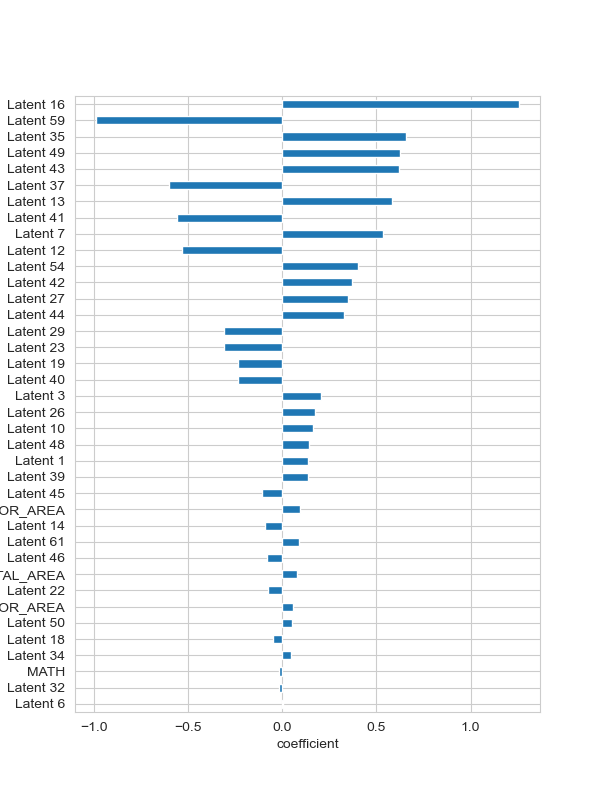 Latent 16
Latent 59
Latent 35
Latent 49
Latent 43
Latent 37
Latent 13
Latent 41
Latent 7
Latent 12
Latent 54
Latent 42
Latent 27
Latent 44
Latent 29
Latent 23
Latent 19
Latent 40
Latent 3
Latent 26
Latent 10
Latent 48
Latent 1
Latent 39
Latent 45
OR_AREA
Latent 14
Latent 61
Latent 46
TAL_AREA
Latent 22
OR_AREA
Latent 50
Latent 18
Latent 34
MATH
Latent 32
Latent 6
−1.0 −0.5 0.0 0.5 1.0
coefficient